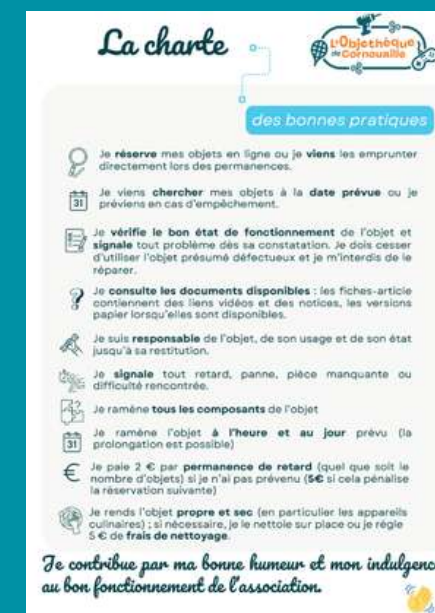 La charte
L'Objethèque
de Cornouaille
des bonnes pratiques
Je réserve mes objets en ligne ou je viens les emprunter
directement lors des permanences.
31
Je viens chercher mes objets à la date prévue ou je
préviens en cas d'empêchement.
Je vérifie le bon état de fonctionnement de l'objet et
signale tout problème dès sa constatation. Je dois cesser
d'utiliser l'objet présumé défectueux et je m'interdis de le
réparer.
Je consulte les documents disponibles : les fiches-article
contiennent des liens vidéos et des notices, les versions
papier lorsqu'elles sont disponibles.
Je suis responsable de l'objet, de son usage et de son état
jusqu'à sa restitution.
Je signale tout retard, panne, pièce manquante ou
difficulté rencontrée.
Je ramène tous les composants de l'objet
31
Je ramène l'objet à l'heure et au jour prévu (la
prolongation est possible)
€
Je paie 2 € par permanence de retard (quel que soit le
nombre d'objets) si je n'ai pas prévenu (5€ si cela pénalise
la réservation suivante)
Je rends l'objet propre et sec (en particulier les appareils
culinaires) ; si nécessaire, je le nettoie sur place ou je règle
5 € de frais de nettoyage.
Je contribue par ma bonne humeur et mon indulgenc
au bon fonctionnement de l'association.